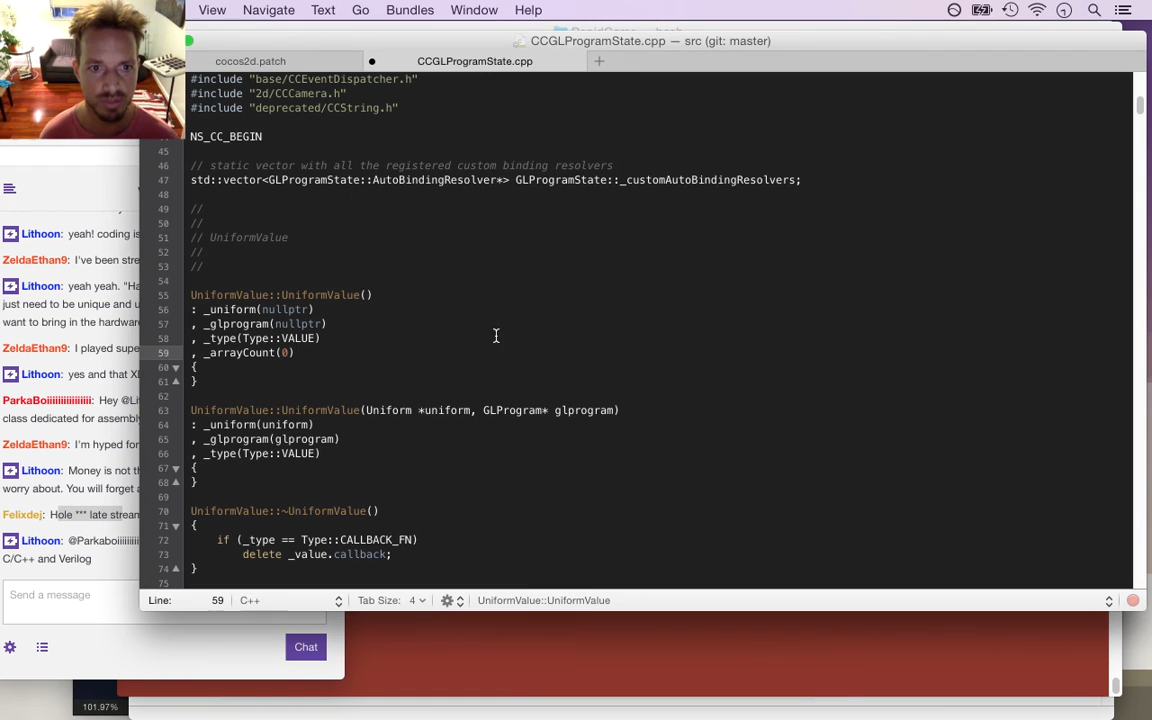 View Navigate Text Go Bundles Window Help
CCGLProgramState.cpp — src (git: master)
cocos2d.patch
CCGLProgramState.cpp
#include "base/CCEventDispatcher.h"
#include "2d/CCCamera.h"
#include "deprecated/CCString.h"
NS_CC_BEGIN
45
46 // static vector with all the registered custom binding resolvers
47 std::vector<GLProgramState::AutoBindingResolver*> GLProgramState::_customAutoBindingResolvers;
48
49 //
50 //
51 // UniformValue
52 //
53 //
54
55 UniformValue::UniformValue()
56 : _uniform(nullptr)
57 , _glprogram(nullptr)
58 , _type(Type::VALUE)
59 , _arrayCount(0)
60 {
61 }
62
63 UniformValue::UniformValue(Uniform *uniform, GLProgram* glprogram)
64 : _uniform(uniform)
65 , _glprogram(glprogram)
66 , _type(Type::VALUE)
67 {
68 }
69
70 UniformValue::~UniformValue()
71 {
72 if (_type == Type::CALLBACK_FN)
73 delete _value.callback;
74 }
75
Line: 59 C++ Tab Size: 4 UniformValue::UniformValue
Lithoon: yeah! coding is
ZeldaEthan9: I've been stre
Lithoon: yeah yeah. "Ha
just need to be unique and u
want to bring in the hardware
ZeldaEthan9: I played supe
Lithoon: yes and that
ParkaBoiiiiiiiiiiiiiii: Hey @Li
class dedicated for assembly
ZeldaEthan9: I'm hyped for
Lithoon: Money is not th
worry about. You will forget a
Felixdej: Hole *** late stream
Lithoon: @Parkaboiiiiiiii
C/C++ and Verilog
Send a message
Chat
101.97%